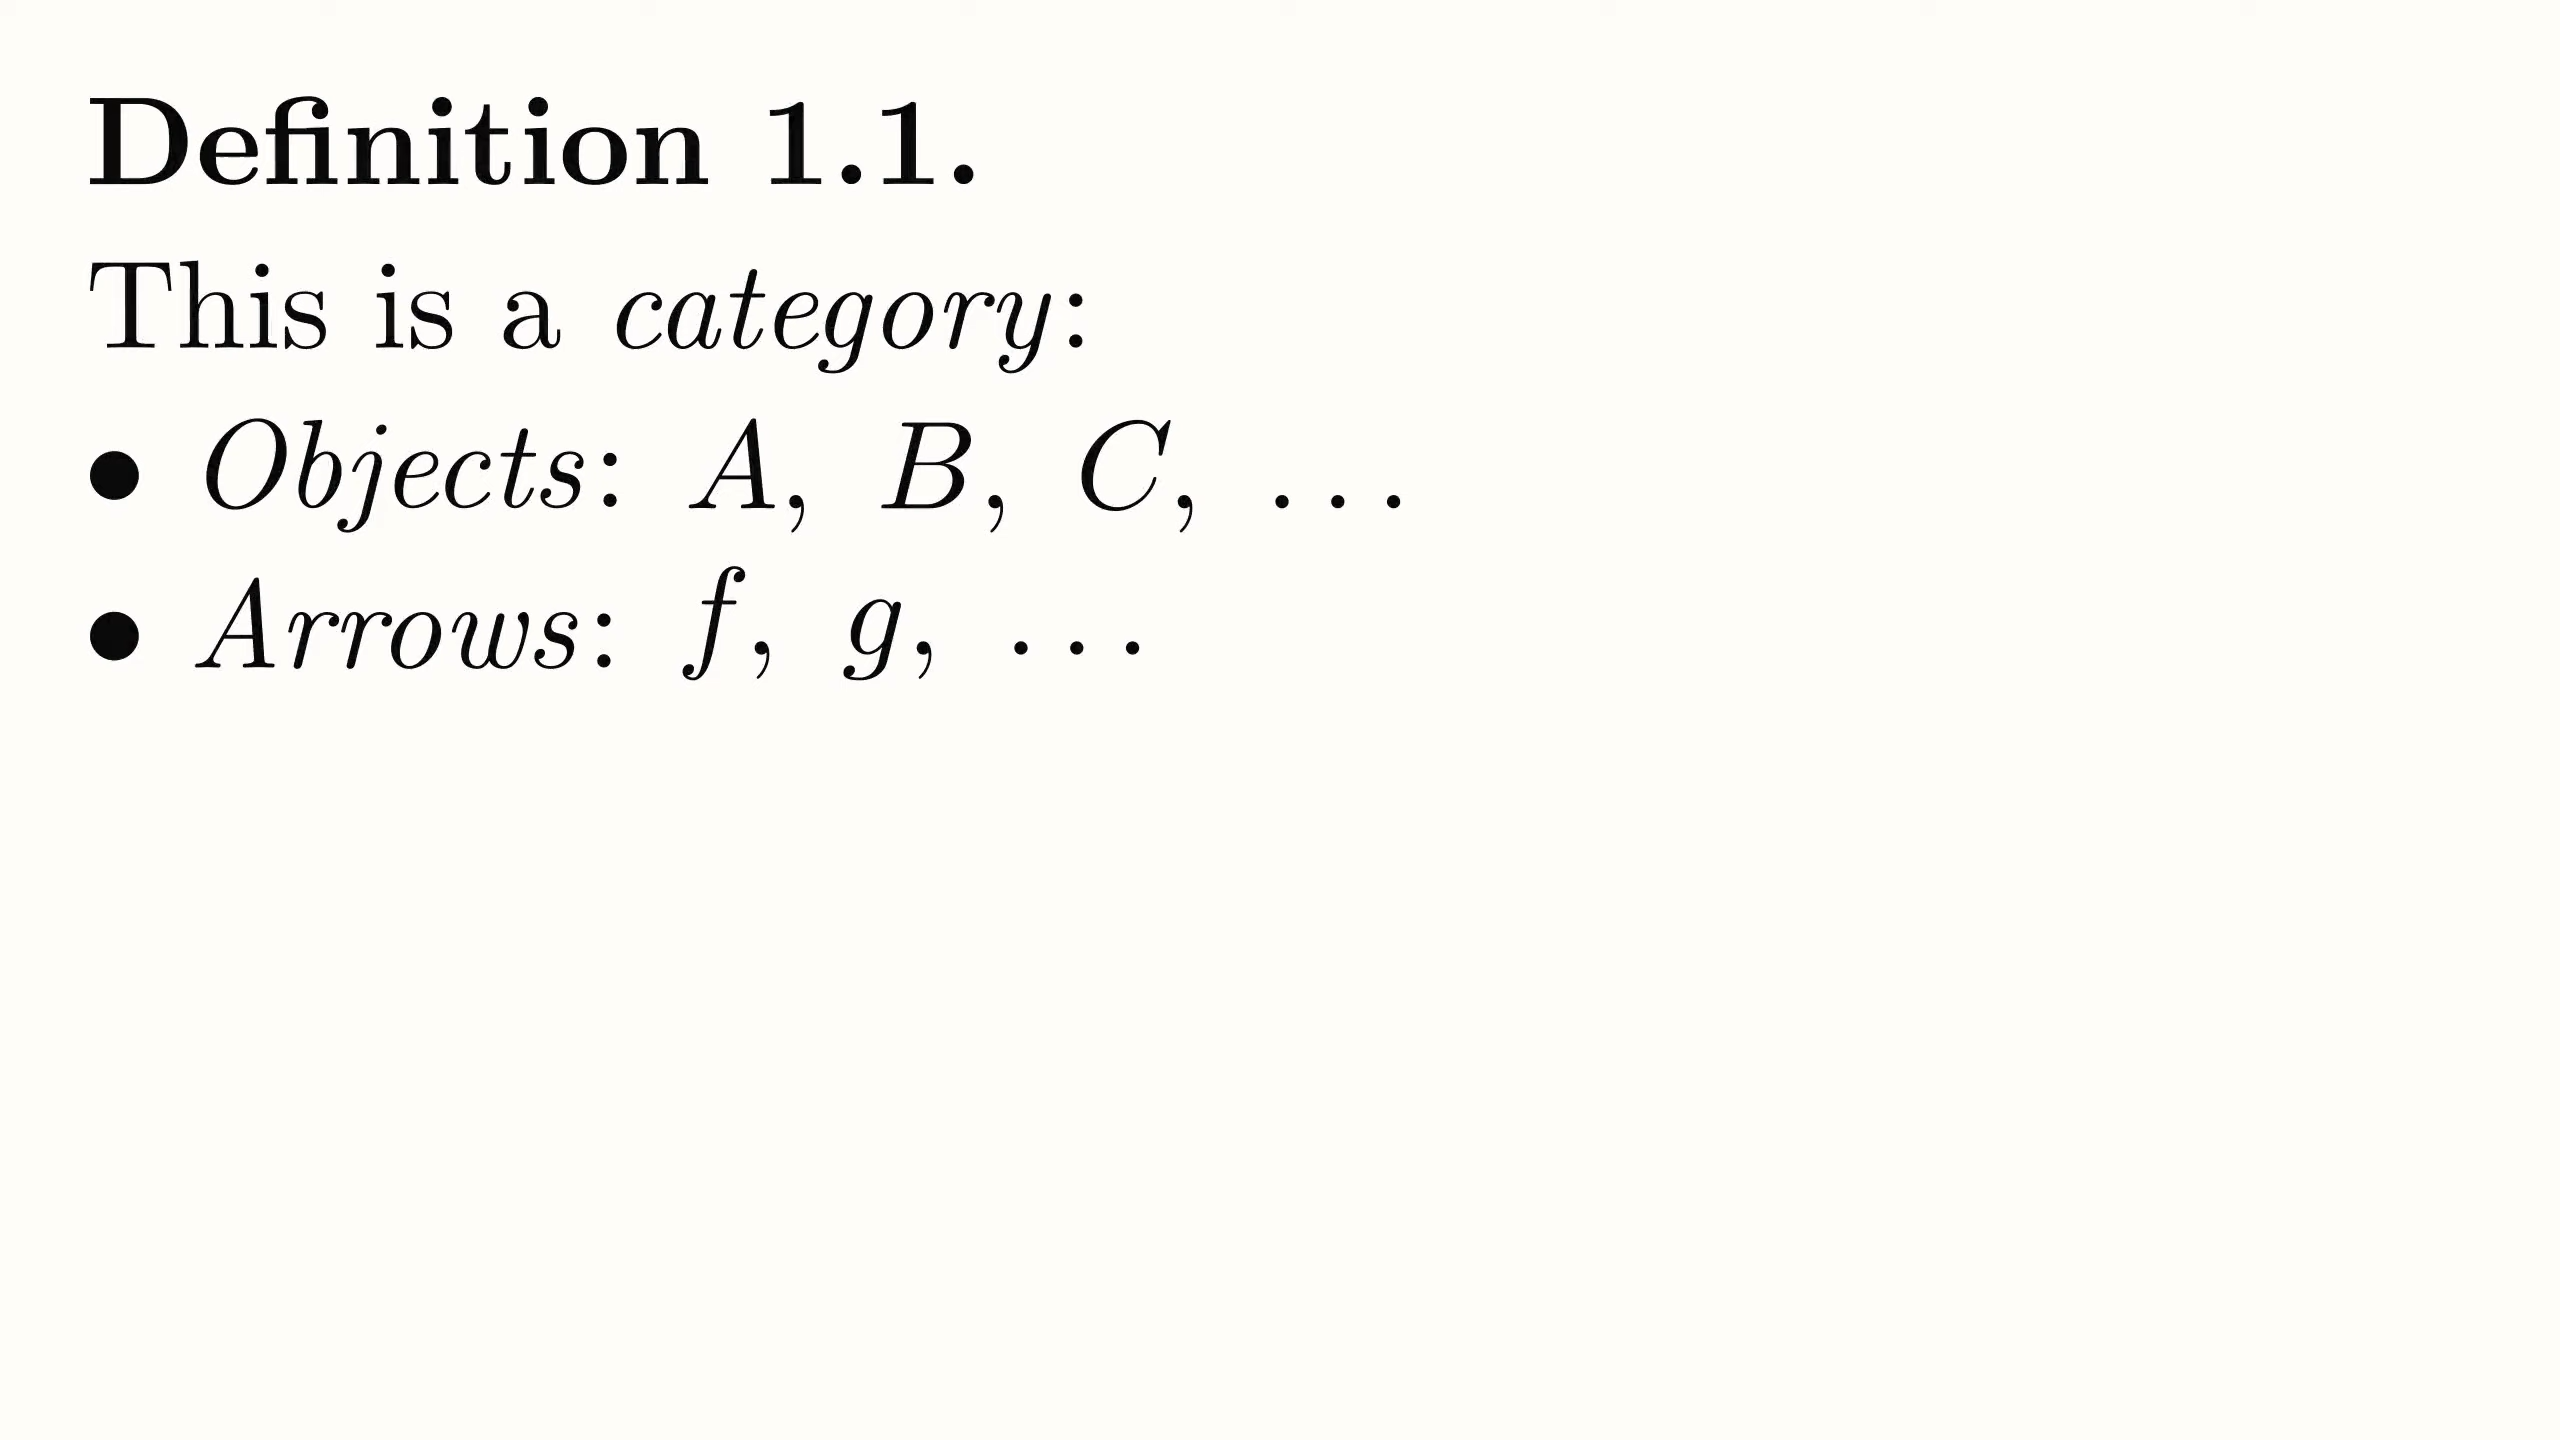 Definition 1.1.
This is a category:
• Objects: A, B, C, …
• Arrows: f, g, …